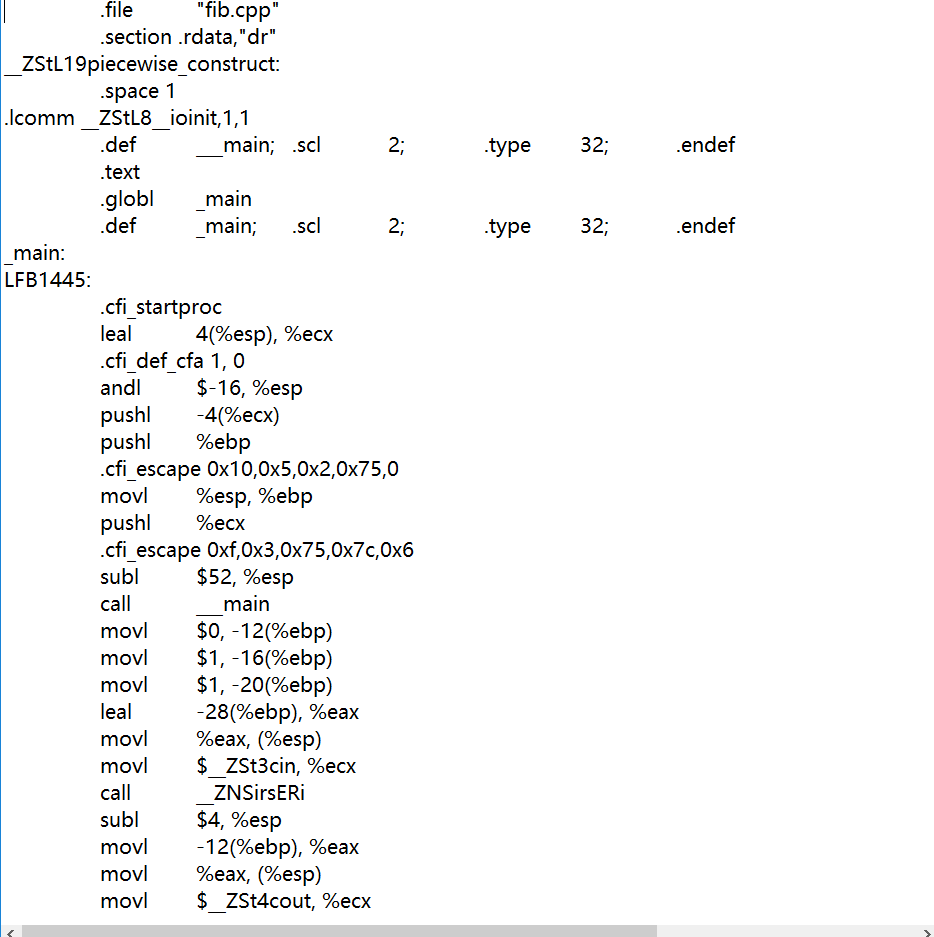 .file "fib.cpp"
.section .rdata,"dr"
__ZStL19piecewise_construct:
.space 1
.lcomm __ZStL8__ioinit,1,1
.def ___main; .scl 2; .type 32; .endef
.text
.globl _main
.def _main; .scl 2; .type 32; .endef
_main:
LFB1445:
.cfi_startproc
leal 4(%esp), %ecx
.cfi_def_cfa 1, 0
andl $-16, %esp
pushl -4(%ecx)
pushl %ebp
.cfi_escape 0x10,0x5,0x2,0x75,0
movl %esp, %ebp
pushl %ecx
.cfi_escape 0xf,0x3,0x75,0x7c,0x6
subl $52, %esp
call ___main
movl $0, -12(%ebp)
movl $1, -16(%ebp)
movl $1, -20(%ebp)
leal -28(%ebp), %eax
movl %eax, (%esp)
movl $__ZSt3cin, %ecx
call __ZNSirsERi
subl $4, %esp
movl -12(%ebp), %eax
movl %eax, (%esp)
movl $__ZSt4cout, %ecx